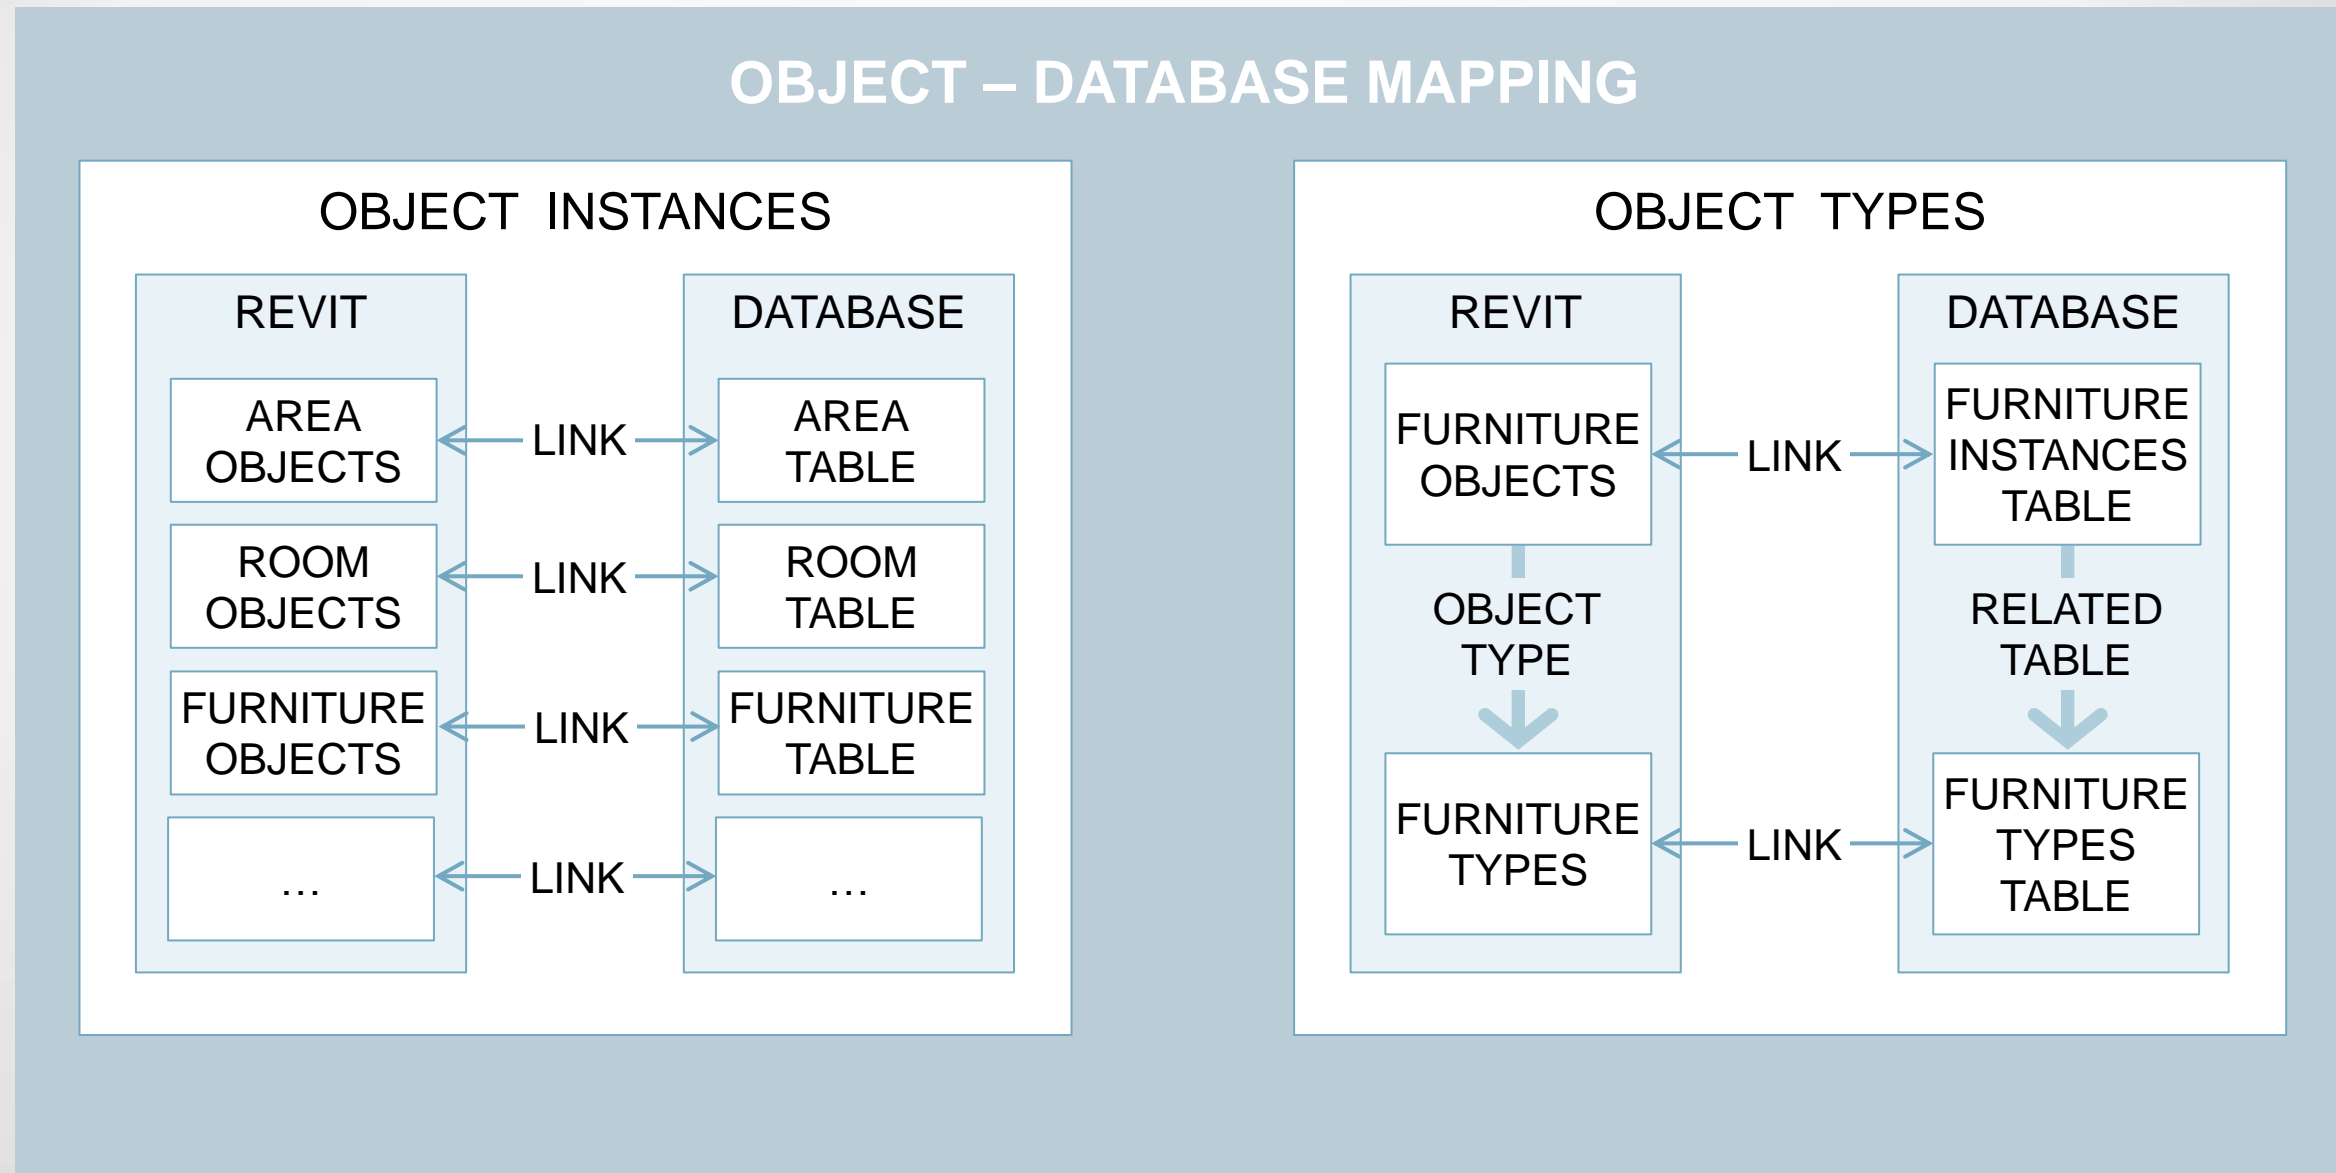 OBJECT – DATABASE MAPPING
OBJECT INSTANCES
REVIT
AREA
OBJECTS
ROOM
OBJECTS
FURNITURE
OBJECTS
...
LINK
LINK
LINK
LINK
DATABASE
AREA
TABLE
ROOM
TABLE
FURNITURE
TABLE
...
OBJECT TYPES
REVIT
FURNITURE
OBJECTS
OBJECT
TYPE
FURNITURE
TYPES
LINK
LINK
DATABASE
FURNITURE
INSTANCES
TABLE
RELATED
TABLE
FURNITURE
TYPES
TABLE